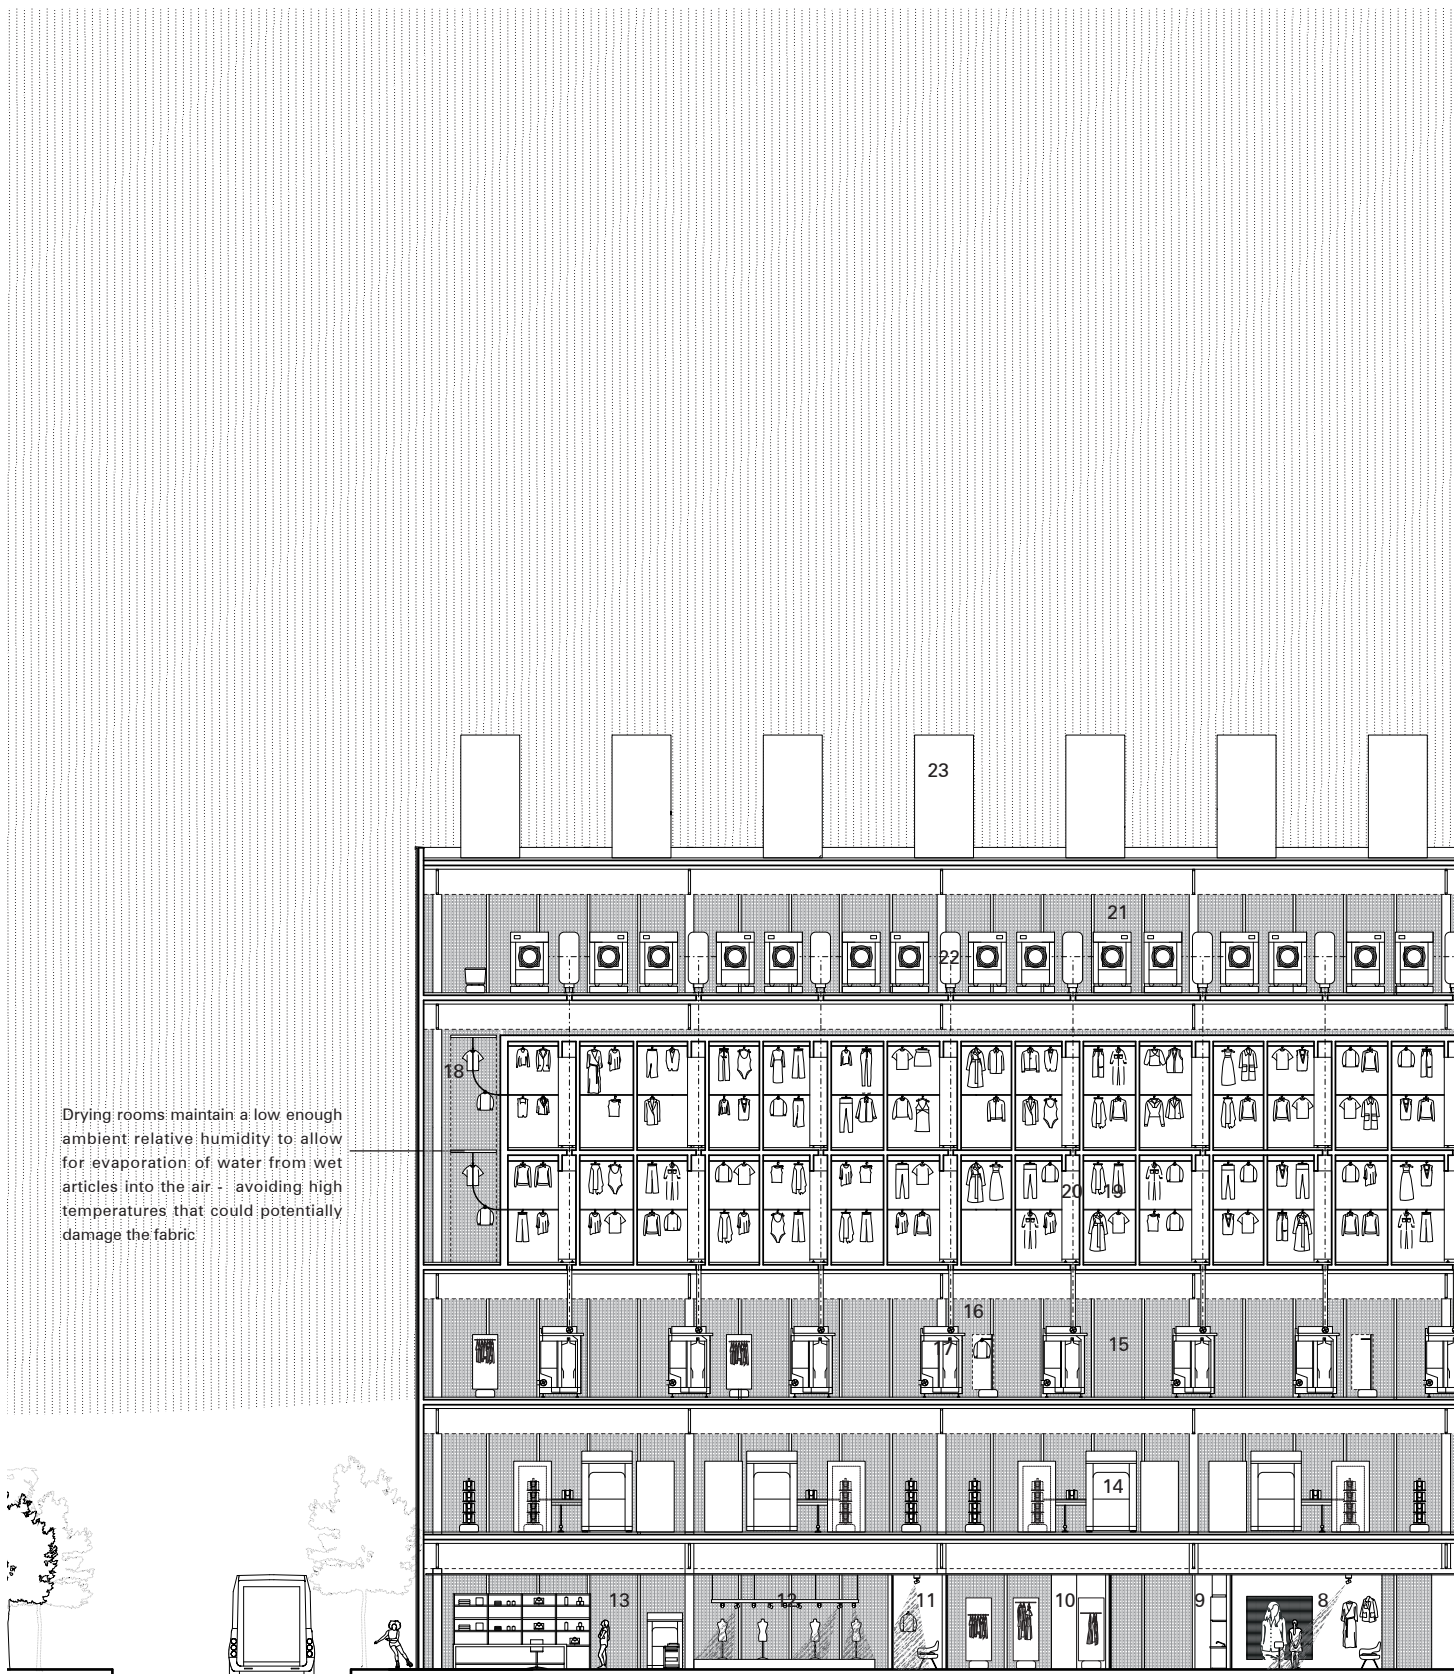 23
21
22
18
Drying rooms maintain a low enough
ambient relative humidity to allow
for evaporation of water from wet
articles into the air - avoiding high
temperatures that could potentially
damage the fabric
20 19
16
17
15
14
13
12
11
10
9
8